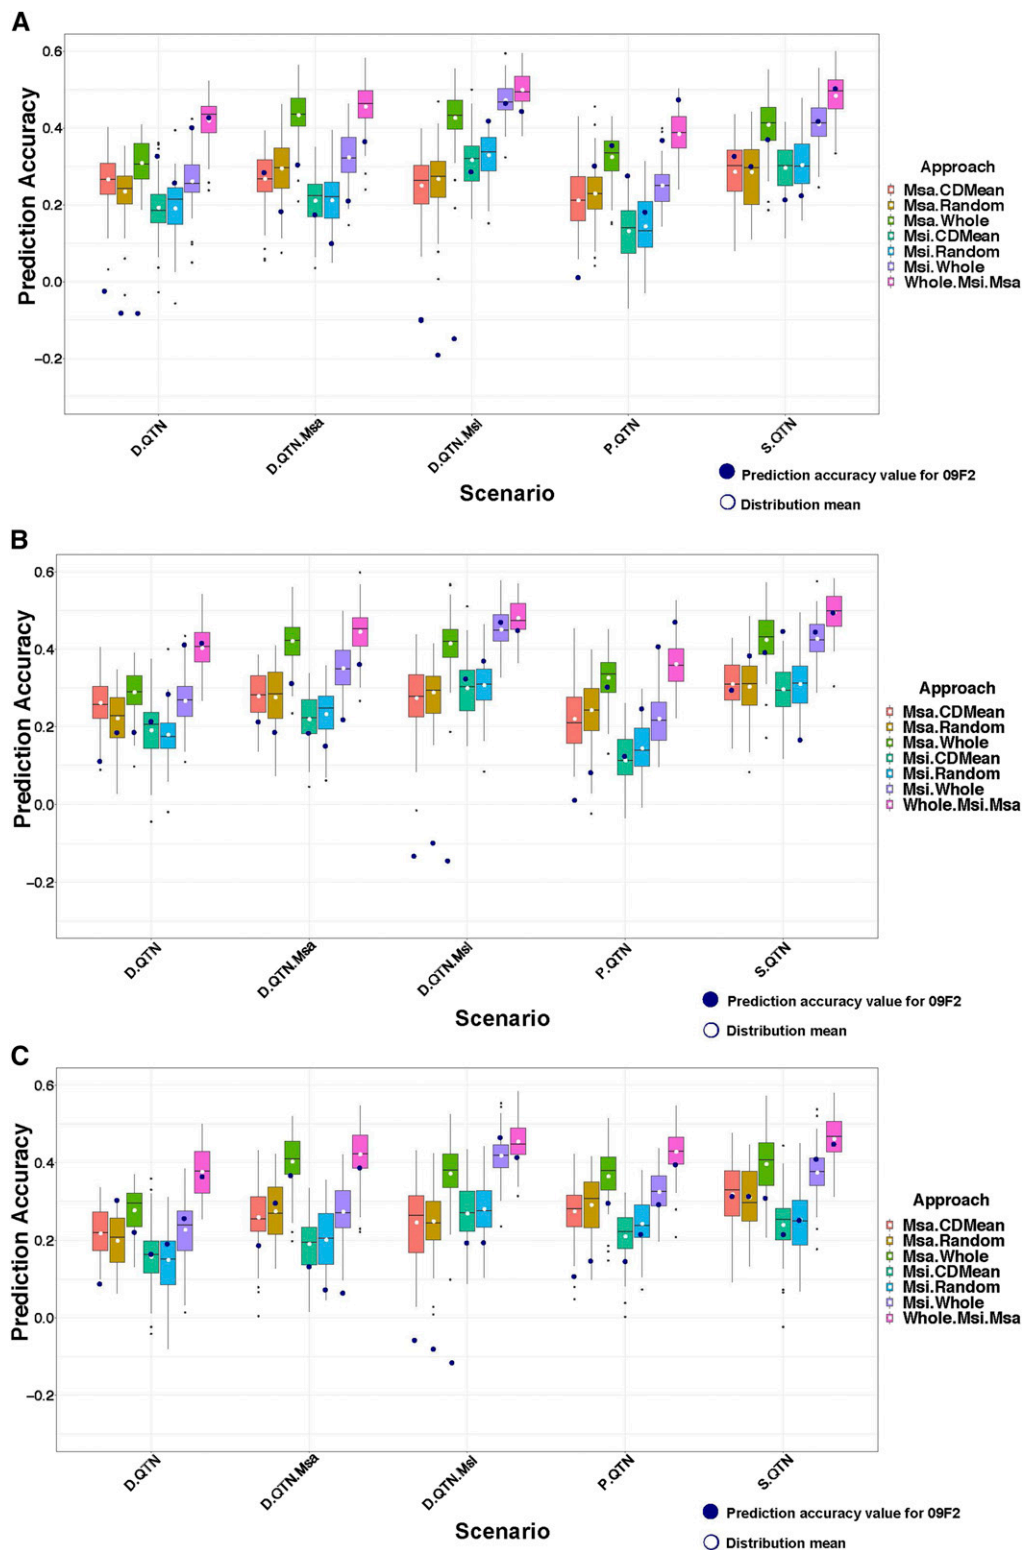 A
0.6
0.4
0.2
0.0
−0.2
Prediction Accuracy
D.QTN
D.QTN.Msa
D.QTN.Msi
P.QTN
S.QTN
Scenario
Approach
Msa.CDMean
Msa.Random
Msa.Whole
Msi.CDMean
Msi.Random
Msi.Whole
Whole.Msi.Msa
Prediction accuracy value for 09F2
Distribution mean
B
0.6
0.4
0.2
0.0
−0.2
Prediction Accuracy
D.QTN
D.QTN.Msa
D.QTN.Msi
P.QTN
S.QTN
Scenario
Approach
Msa.CDMean
Msa.Random
Msa.Whole
Msi.CDMean
Msi.Random
Msi.Whole
Whole.Msi.Msa
Prediction accuracy value for 09F2
Distribution mean
C
0.6
0.4
0.2
0.0
−0.2
Prediction Accuracy
D.QTN
D.QTN.Msa
D.QTN.Msi
P.QTN
S.QTN
Scenario
Approach
Msa.CDMean
Msa.Random
Msa.Whole
Msi.CDMean
Msi.Random
Msi.Whole
Whole.Msi.Msa
Prediction accuracy value for 09F2
Distribution mean